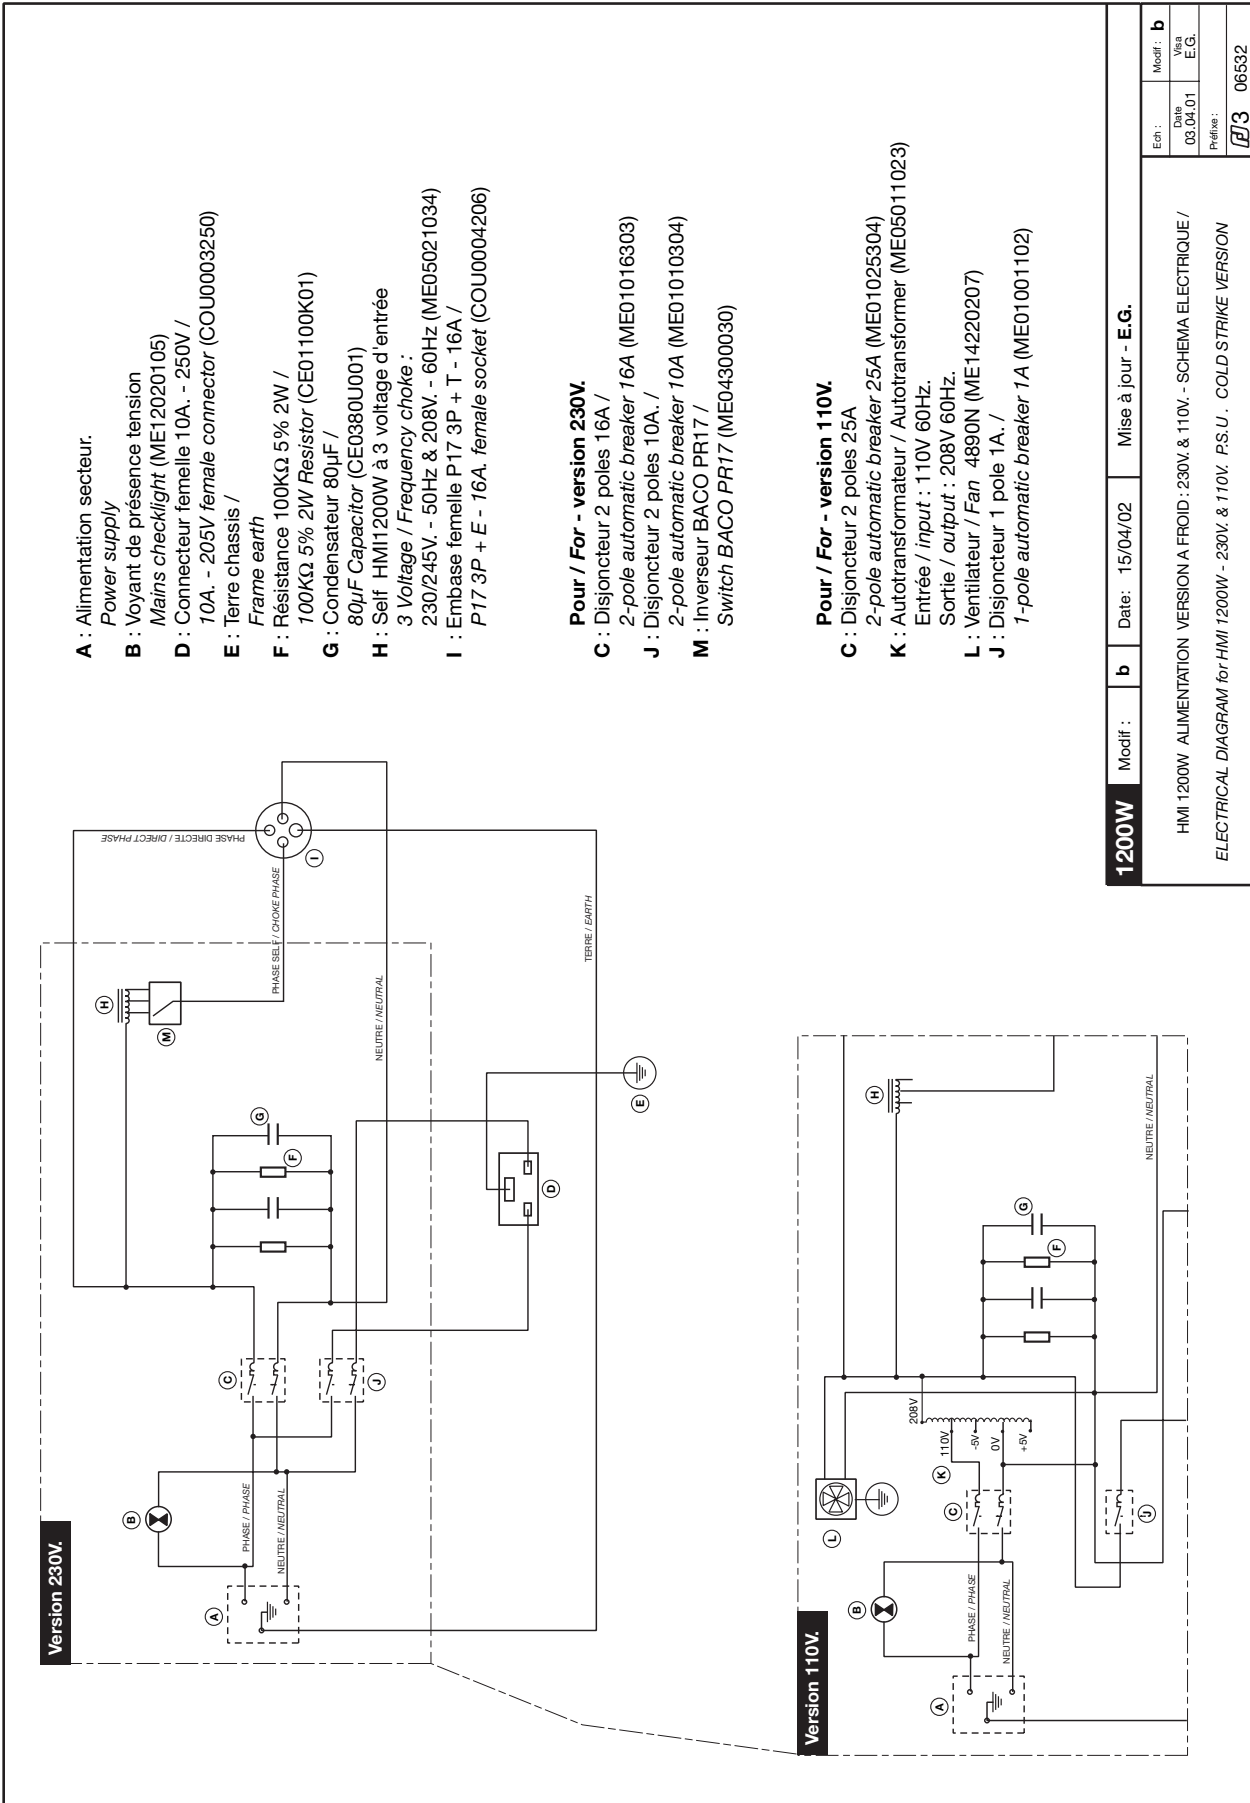 Version 230V.
A
B
PHASE / PHASE
NEUTRE / NEUTRAL
C
J
F
G
H
M
D
E
PHASE SELF / CHOKE PHASE
PHASE DIRECTE / DIRECT PHASE
NEUTRE / NEUTRAL
TERRE / EARTH
I
Version 110V.
A
B
PHASE / PHASE
NEUTRE / NEUTRAL
L
C
K
208V
110V
-5V
0V
+5V
J
F
G
H
NEUTRE / NEUTRAL
A : Alimentation secteur.
Power supply
B : Voyant de présence tension
Mains checklight (ME12020105)
D : Connecteur femelle 10A. - 250V /
10A. - 205V female connector (COU0003250)
E : Terre chassis /
Frame earth
F : Résistance 100KΩ 5% 2W /
100KΩ 5% 2W Resistor (CE01100K01)
G : Condensateur 80µF /
80µF Capacitor (CE0380U001)
H : Self HMI1200W à 3 voltage d'entrée
3 Voltage / Frequency choke :
230/245V. - 50Hz & 208V. - 60Hz (ME05021034)
I : Embase femelle P17 3P + T - 16A /
P17 3P + E - 16A. female socket (COU0004206)
Pour / For - version 230V.
C : Disjoncteur 2 poles 16A /
2-pole automatic breaker 16A (ME01016303)
J : Disjoncteur 2 poles 10A. /
2-pole automatic breaker 10A (ME01010304)
M : Inverseur BACO PR17 /
Switch BACO PR17 (ME04300030)
Pour / For - version 110V.
C : Disjoncteur 2 poles 25A
2-pole automatic breaker 25A (ME01025304)
K : Autotransformateur / Autotransformer (ME05011023)
Entrée / input : 110V 60Hz.
Sortie / output : 208V 60Hz.
L : Ventilateur / Fan 4890N (ME14220207)
J : Disjoncteur 1 pole 1A. /
1-pole automatic breaker 1A (ME01001102)
1200W Modif : b Date: 15/04/02 Mise à jour - E.G.
HMI 1200W ALIMENTATION VERSION A FROID : 230V. & 110V. - SCHEMA ELECTRIQUE /
ELECTRICAL DIAGRAM for HMI 1200W - 230V. & 110V. P.S.U. COLD STRIKE VERSION
Ech : Modif : b
Date Visa
03.04.01 E.G.
Préfixe :
3 06532